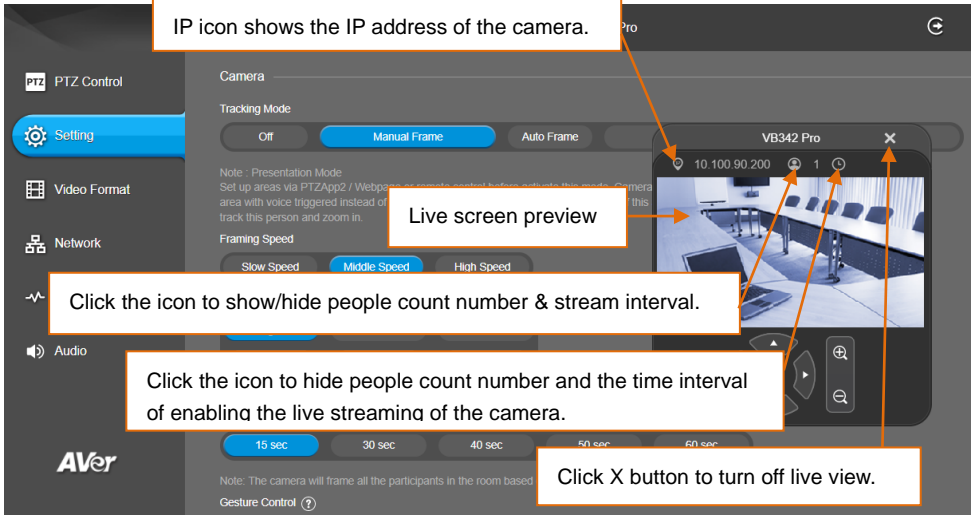 IP icon shows the IP address of the camera.
Pro
PTZ PTZ Control
Setting
Video Format
Network
Audio
AVer
Camera
Tracking Mode
Off Manual Frame Auto Frame
Note : Presentation Mode
Set up areas via PTZApp2 / Webpage or remote control before activate this mode. Camera
area with voice triggered instead of
this
track this person and zoom in.
Framing Speed
Slow Speed Middle Speed High Speed
VB342 Pro
10.100.90.200 1
Live screen preview
Click the icon to show/hide people count number & stream interval.
Click the icon to hide people count number and the time interval
of enabling the live streaming of the camera.
15 sec 30 sec 40 sec 50 sec 60 sec
Click X button to turn off live view.
Note: The camera will frame all the participants in the room based
Gesture Control ?